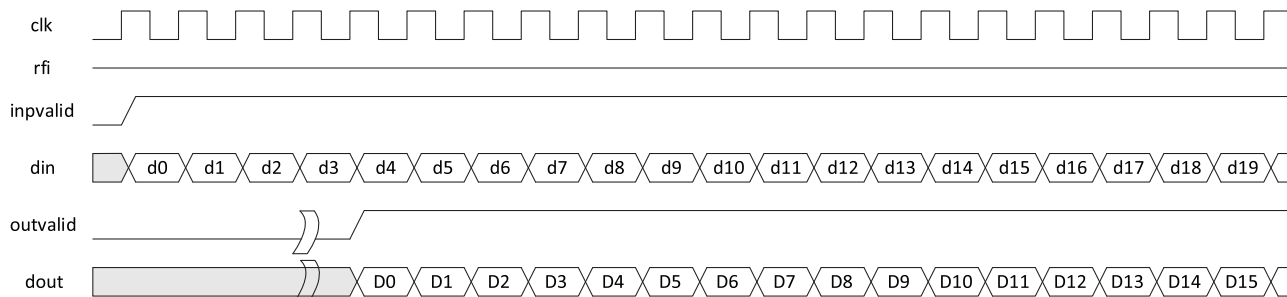 clk
rfi
inpvalid
din d0 d1 d2 d3 d4 d5 d6 d7 d8 d9 d10 d11 d12 d13 d14 d15 d16 d17 d18 d19
outvalid
dout D0 D1 D2 D3 D4 D5 D6 D7 D8 D9 D10 D11 D12 D13 D14 D15